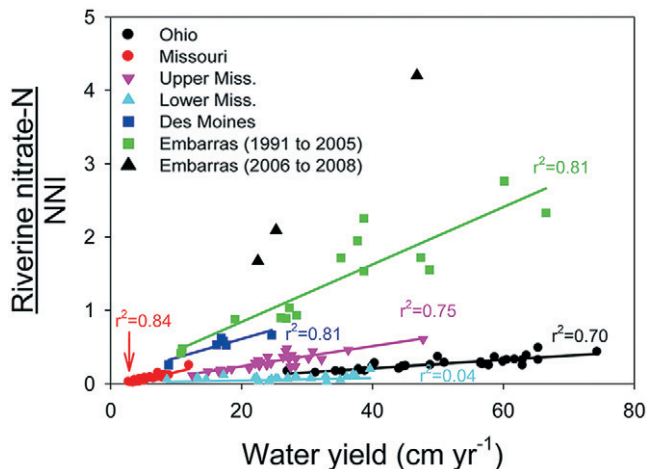 Riverine nitrate-N
NNI
5
4
3
2
1
0
Ohio
Missouri
Upper Miss.
Lower Miss.
Des Moines
Embarras (1991 to 2005)
Embarras (2006 to 2008)
r²=0.81
r²=0.84
r²=0.75
r²=0.81
r²=0.70
r²=0.04
0 20 40 60 80
Water yield (cm yr⁻¹)